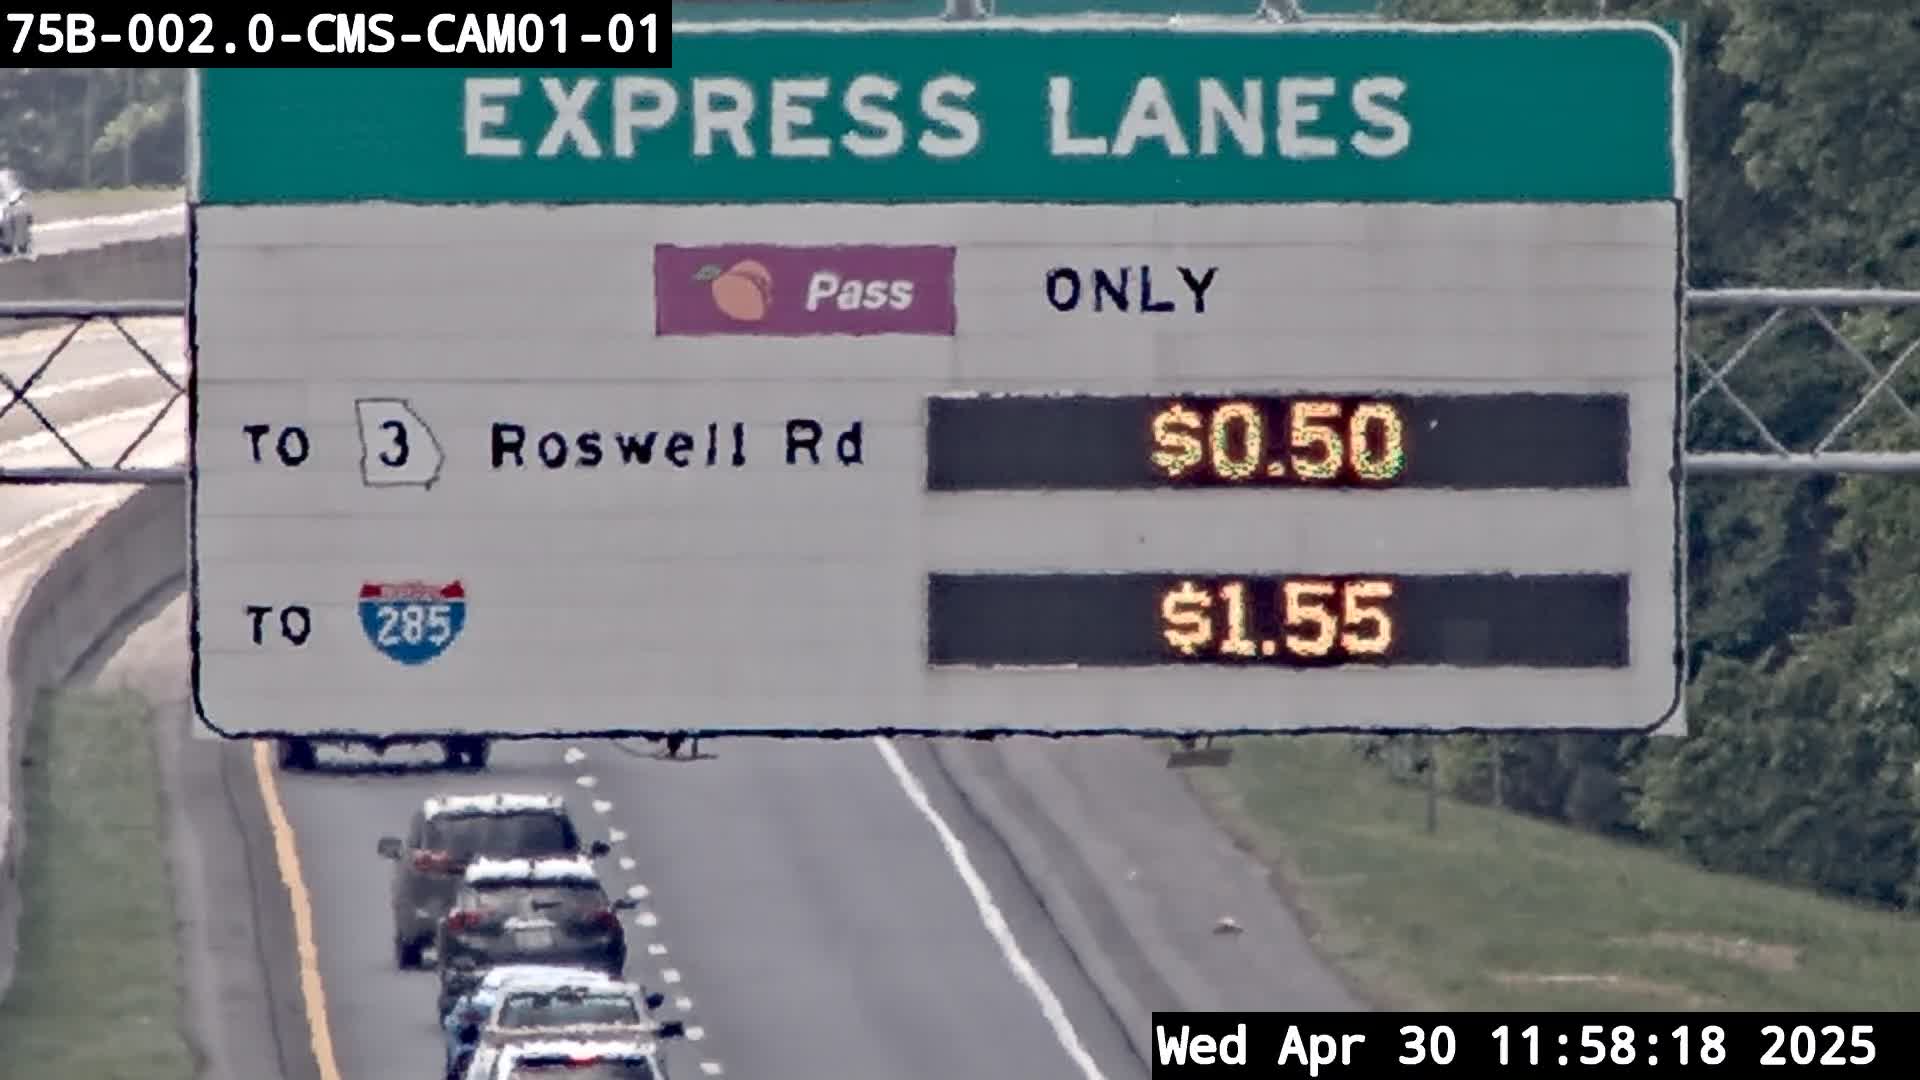 75B-002.0-CMS-CAM01-01
EXPRESS LANES
Pass ONLY
TO 3 Roswell Rd $0.50
TO 285 $1.55
Wed Apr 30 11:58:18 2025